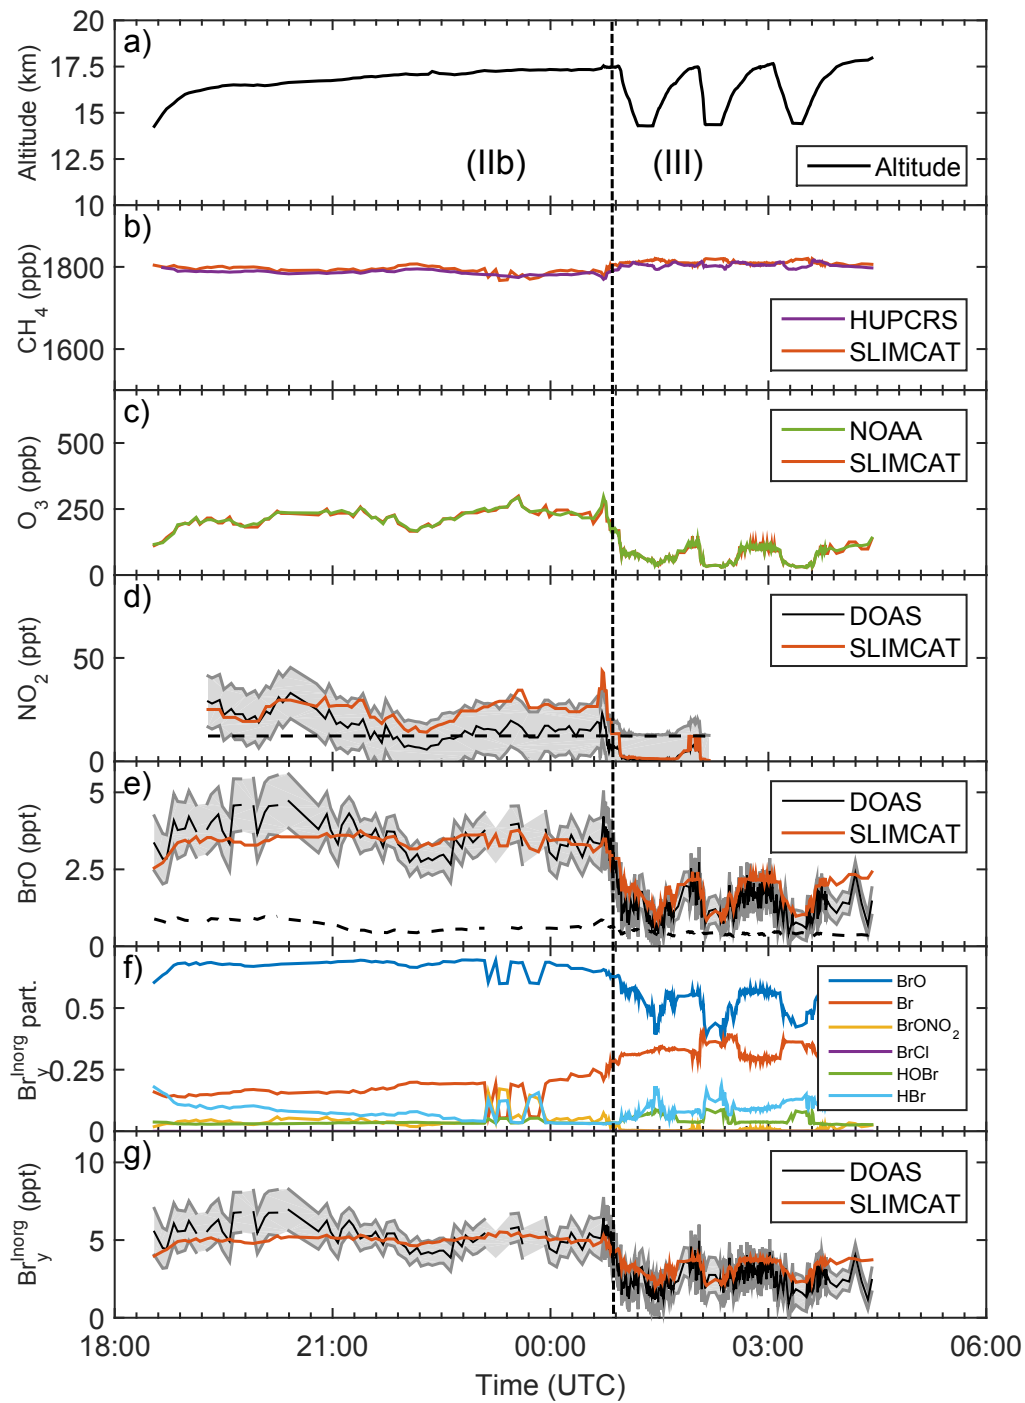 a)
20
17.5
15
12.5
10
Altitude (km)
(IIb)
(III)
Altitude
b)
1800
1600
CH4 (ppb)
HUPCRS
SLIMCAT
c)
500
250
0
O3 (ppb)
NOAA
SLIMCAT
d)
50
0
NO2 (ppt)
DOAS
SLIMCAT
e)
5
2.5
0
BrO (ppt)
DOAS
SLIMCAT
f)
0.5
0.25
0
Br_y^Inorg part.
BrO
Br
BrONO2
BrCl
HOBr
HBr
g)
10
5
0
Br_y^Inorg (ppt)
DOAS
SLIMCAT
18:00
21:00
00:00
03:00
06:00
Time (UTC)